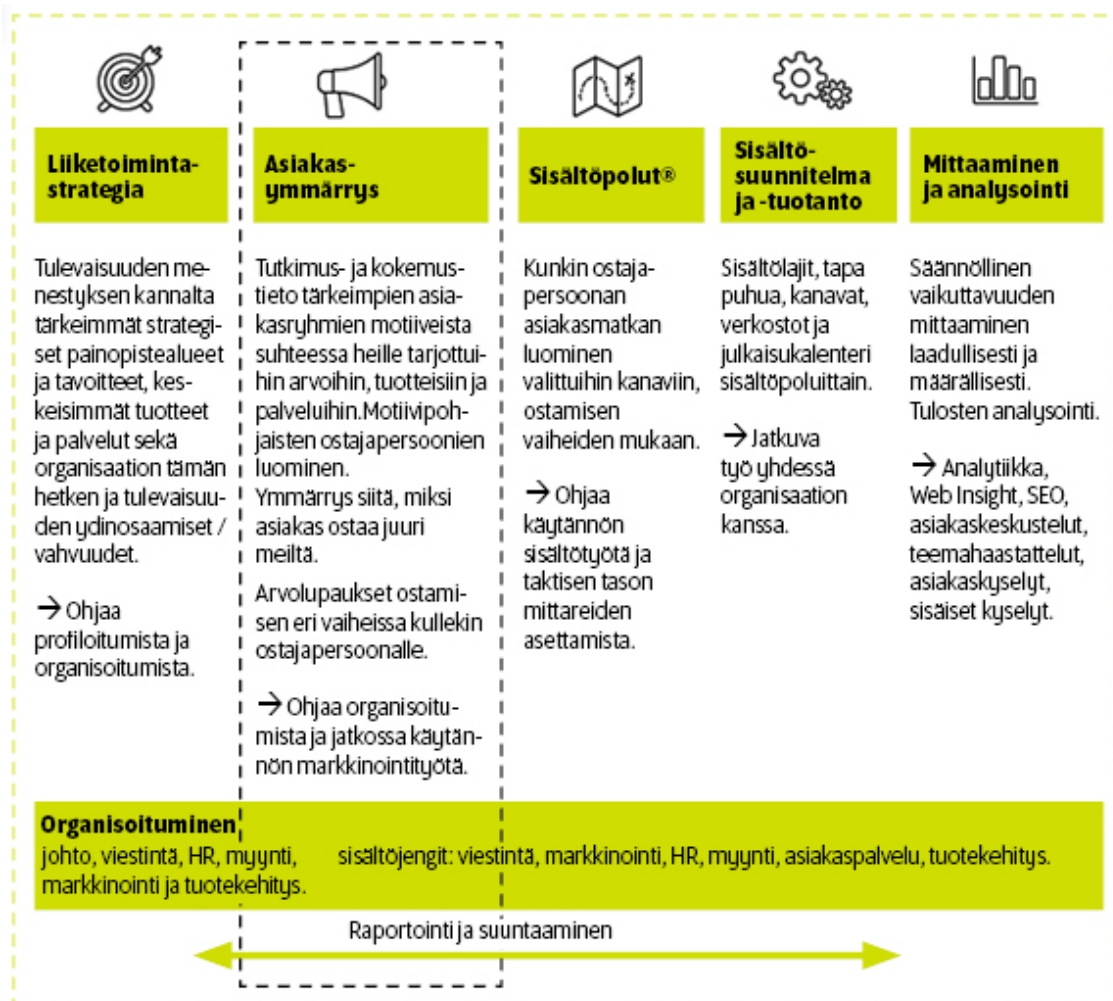 Liiketoiminta-
strategia
Tulevaisuuden me-
nestyksen kannalta
tärkeimmät strategi-
set painopistealueet
ja tavoitteet, kes-
keisimmät tuotteet
ja palvelut sekä
organisaation tämän
hetken ja tulevaisuu-
den ydinosaamiset /
vahvuudet.
→ Ohjaa
profiloitumista ja
organisoitumista.
Asiakas-
ymmärrys
Tutkimus- ja kokemus-
tieto tärkeimpien asia-
kasryhmien motiiveista
suhteessa heille tarjottui-
hin arvoihin, tuotteisiin ja
palveluihin.Motiivipoh-
jaisten ostajapersoonien
luominen.
Ymmärrys siitä, miksi
asiakas ostaa juuri
meiltä.
Arvolupaukset ostami-
sen eri vaiheissa kullekin
ostajapersoonalle.
→ Ohjaa organisoitu-
mista ja jatkossa käytän-
nön markkinointityötä.
Sisältöpolut®
Kunkin ostaja-
persoonan
asiakasmatkan
luominen
valittuihin kanaviin,
ostamisen
vaiheiden mukaan.
→ Ohjaa
käytännön
sisältötyötä ja
taktisen tason
mittareiden
asettamista.
Sisältö-
suunnitelma
ja -tuotanto
Sisältölajit, tapa
puhua, kanavat,
verkostot ja
julkaisukalenteri
sisältöpoluittain.
→ Jatkuva
työ yhdessä
organisaation
kanssa.
Mittaaminen
ja analysointi
Säännöllinen
vaikuttavuuden
mittaaminen
laadullisesti ja
määrällisesti.
Tulosten analysointi.
→ Analytiikka,
Web Insight, SEO,
asiakaskeskustelut,
teemahaastattelut,
asiakaskyselyt,
sisäiset kyselyt.
Organisoituminen
johto, viestintä, HR, myynti,
markkinointi ja tuotekehitys.
sisältöjengit: viestintä, markkinointi, HR, myynti, asiakaspalvelu, tuotekehitys.
Raportointi ja suuntaaminen